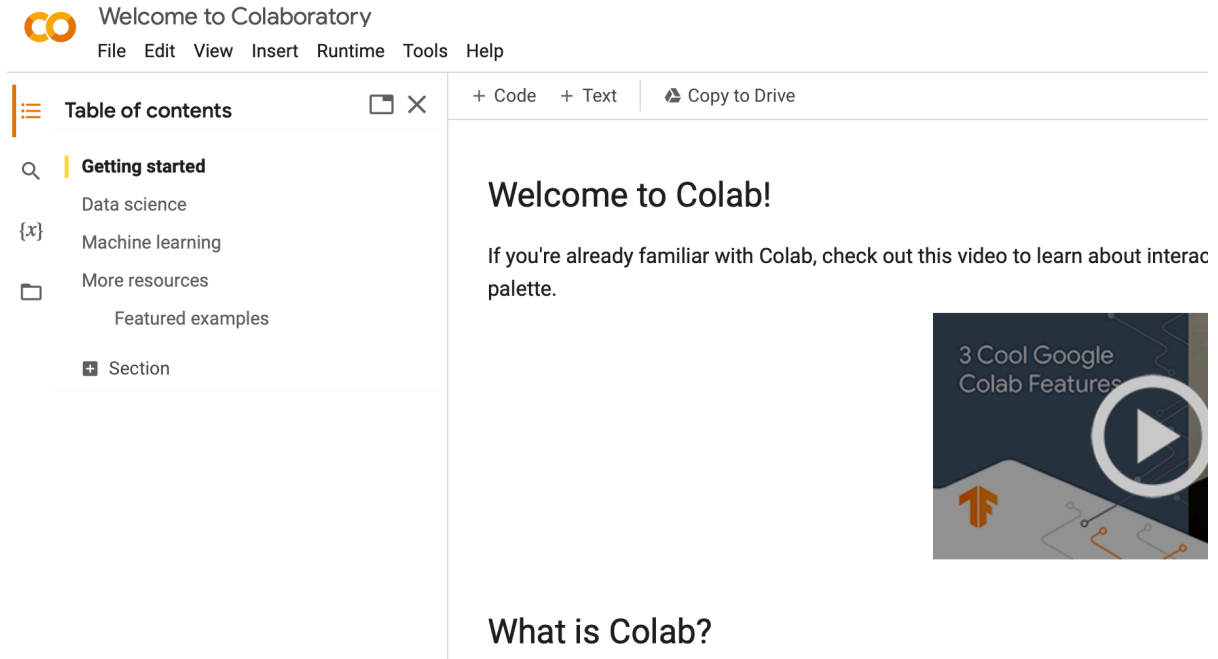 Welcome to Colaboratory
File Edit View Insert Runtime Tools Help
Table of contents
+ Code + Text Copy to Drive
Getting started
Data science
{x}
Machine learning
More resources
Featured examples
Section
Welcome to Colab!
If you're already familiar with Colab, check out this video to learn about interac
palette.
3 Cool Google
Colab Features
What is Colab?